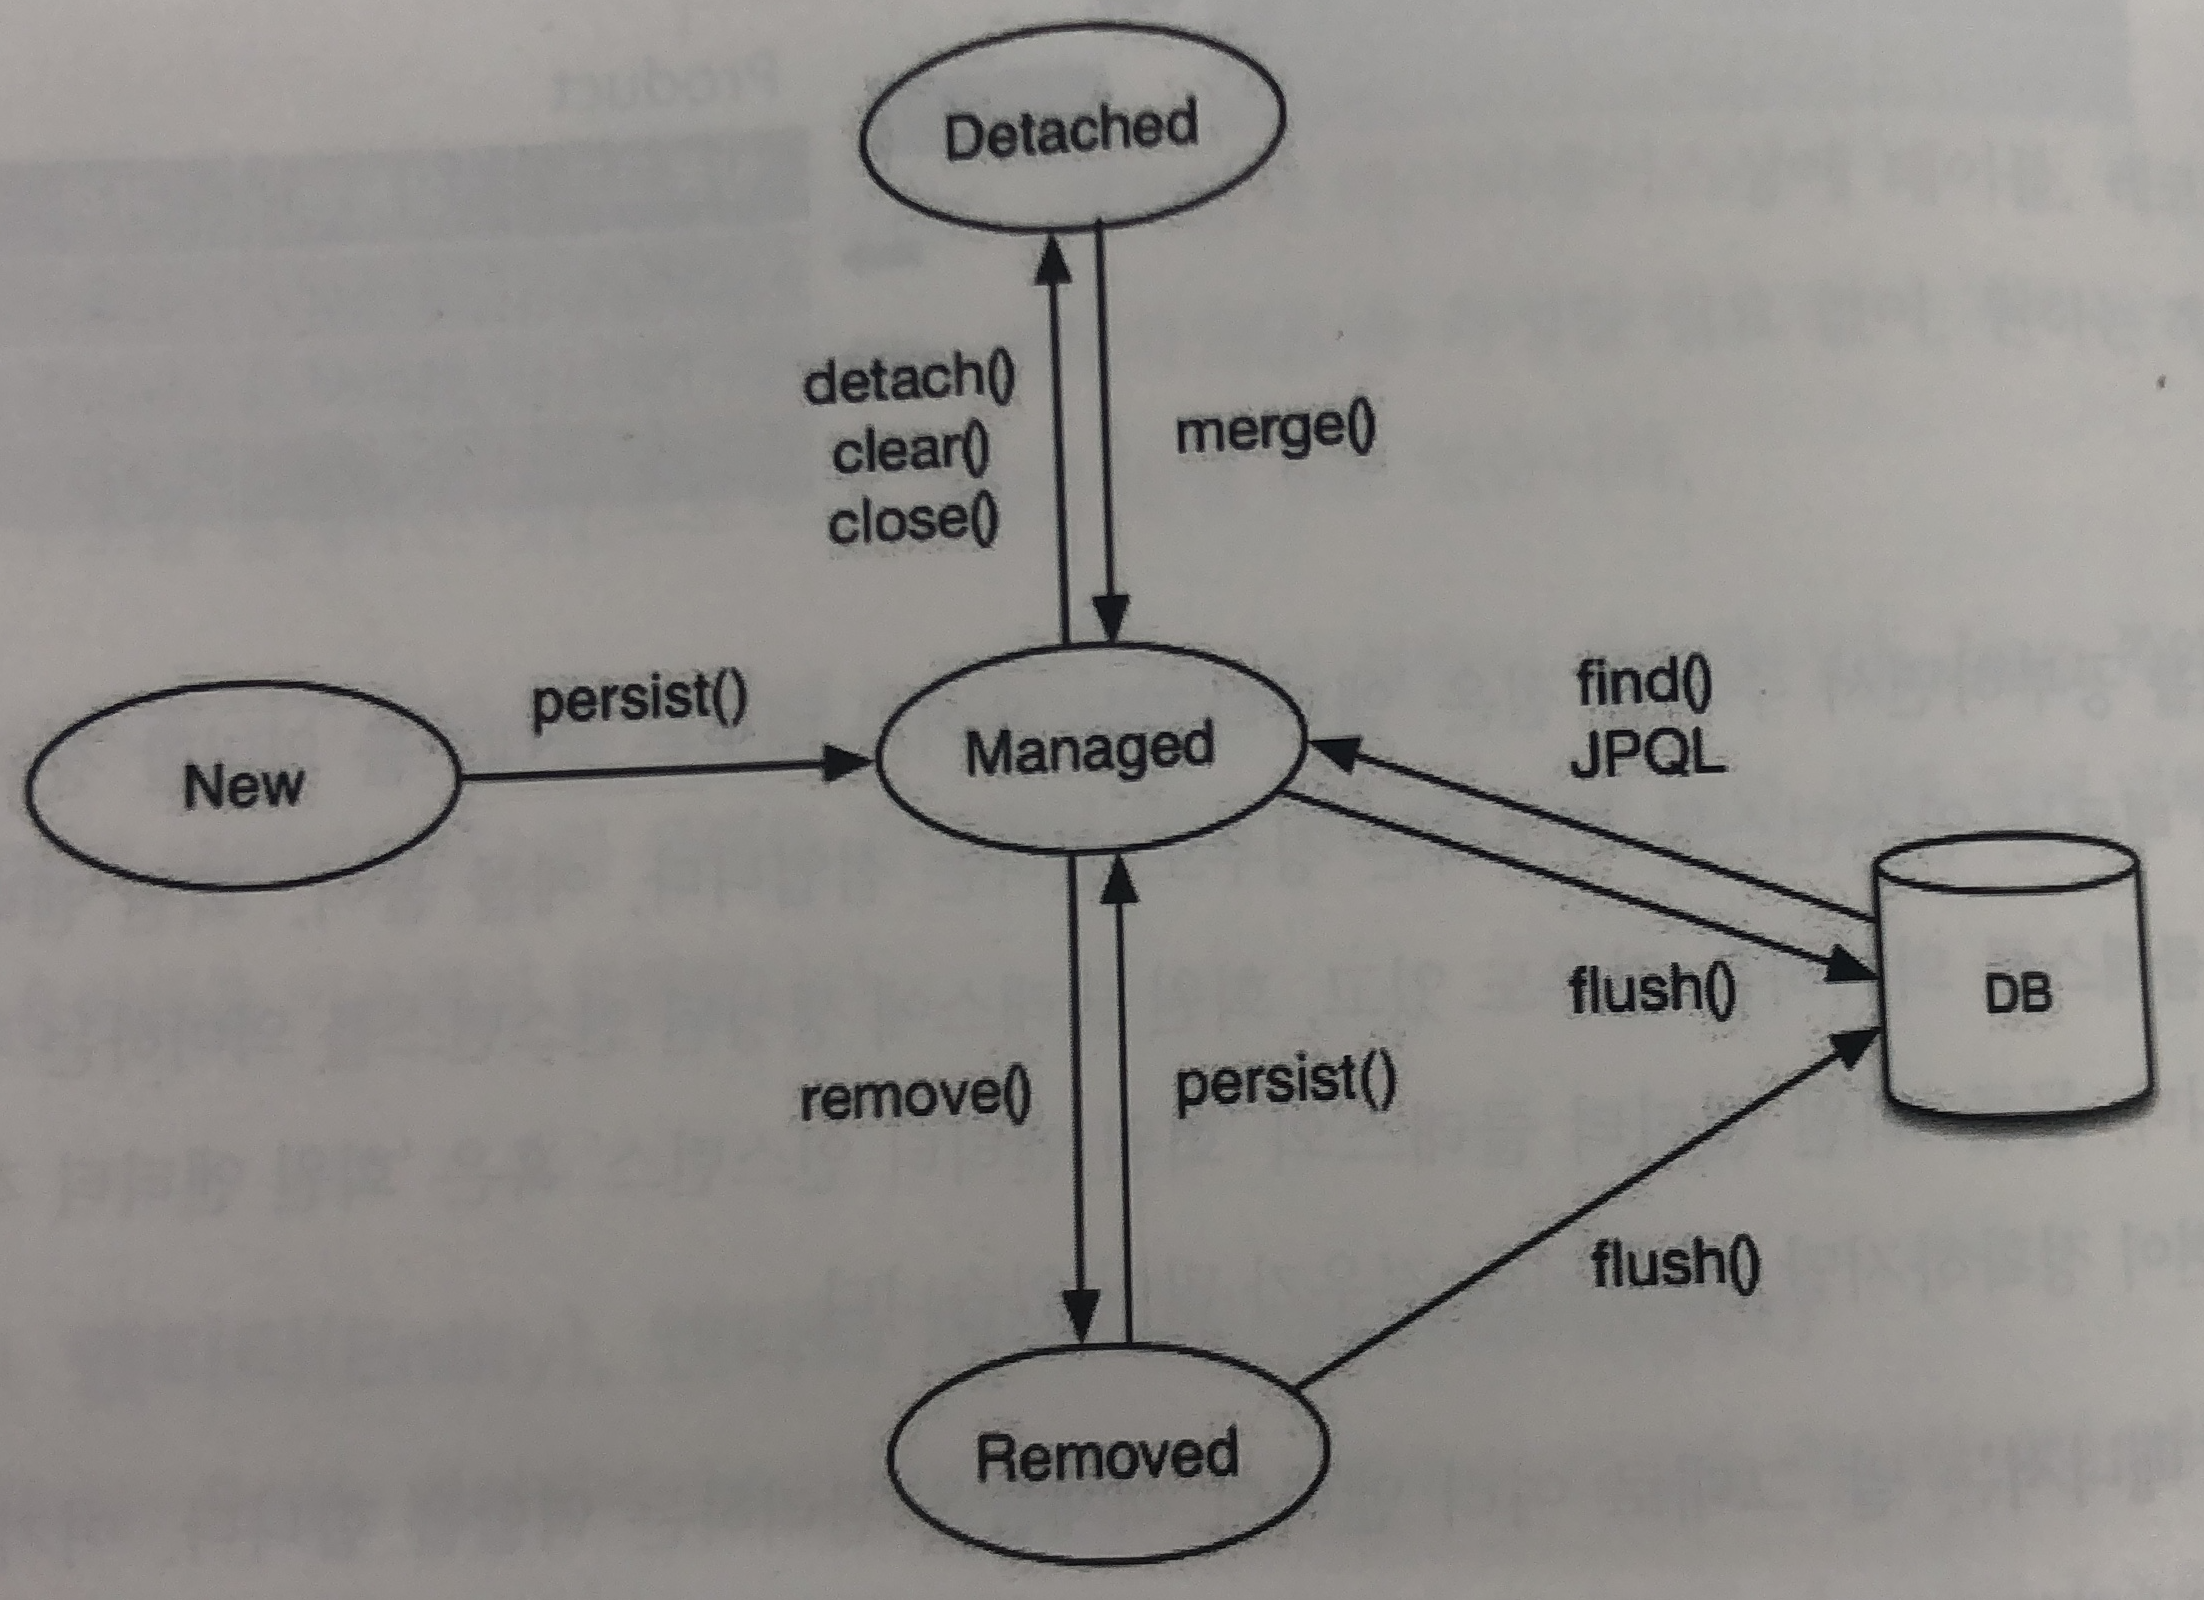 Detached
detach()
clear()
close()
merge()
New
persist()
Managed
find()
JPQL
flush()
DB
remove()
persist()
flush()
Removed